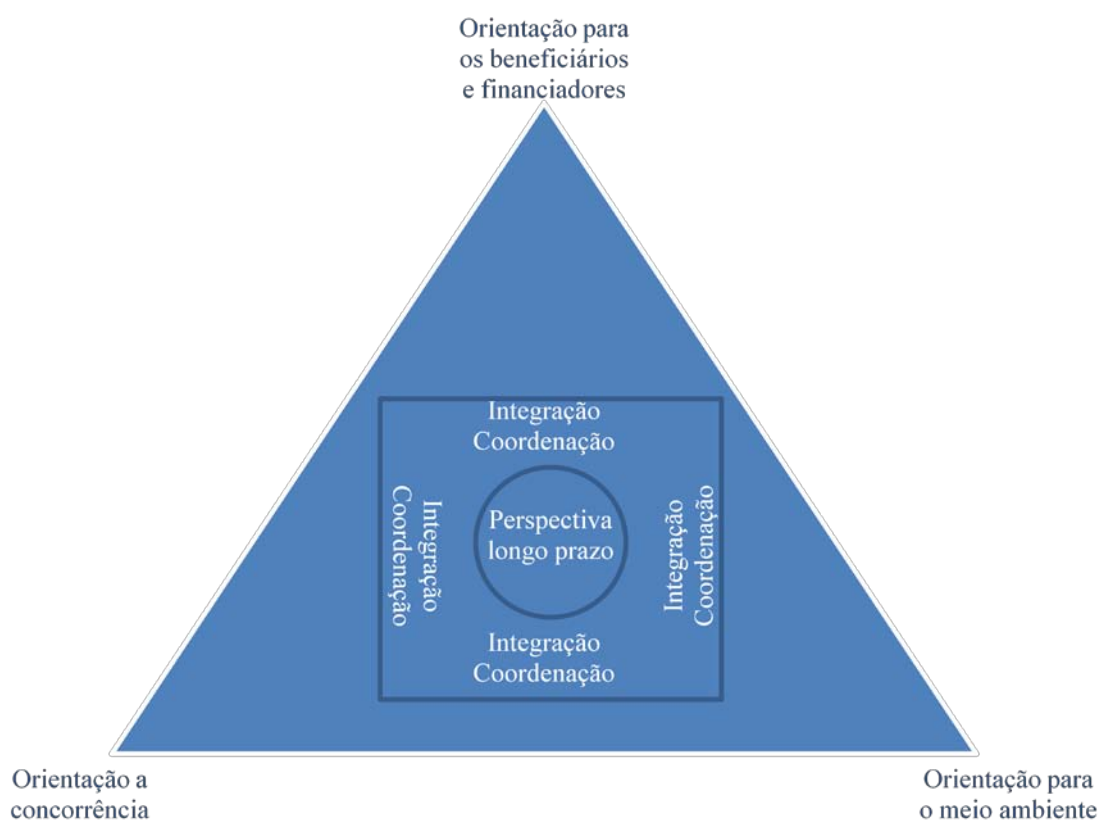 Orientação para
os beneficiários
e financiadores
Integração
Coordenação
Integração
Coordenação
Perspectiva
longo prazo
Integração
Coordenação
Integração
Coordenação
Orientação a
concorrência
Orientação para
o meio ambiente